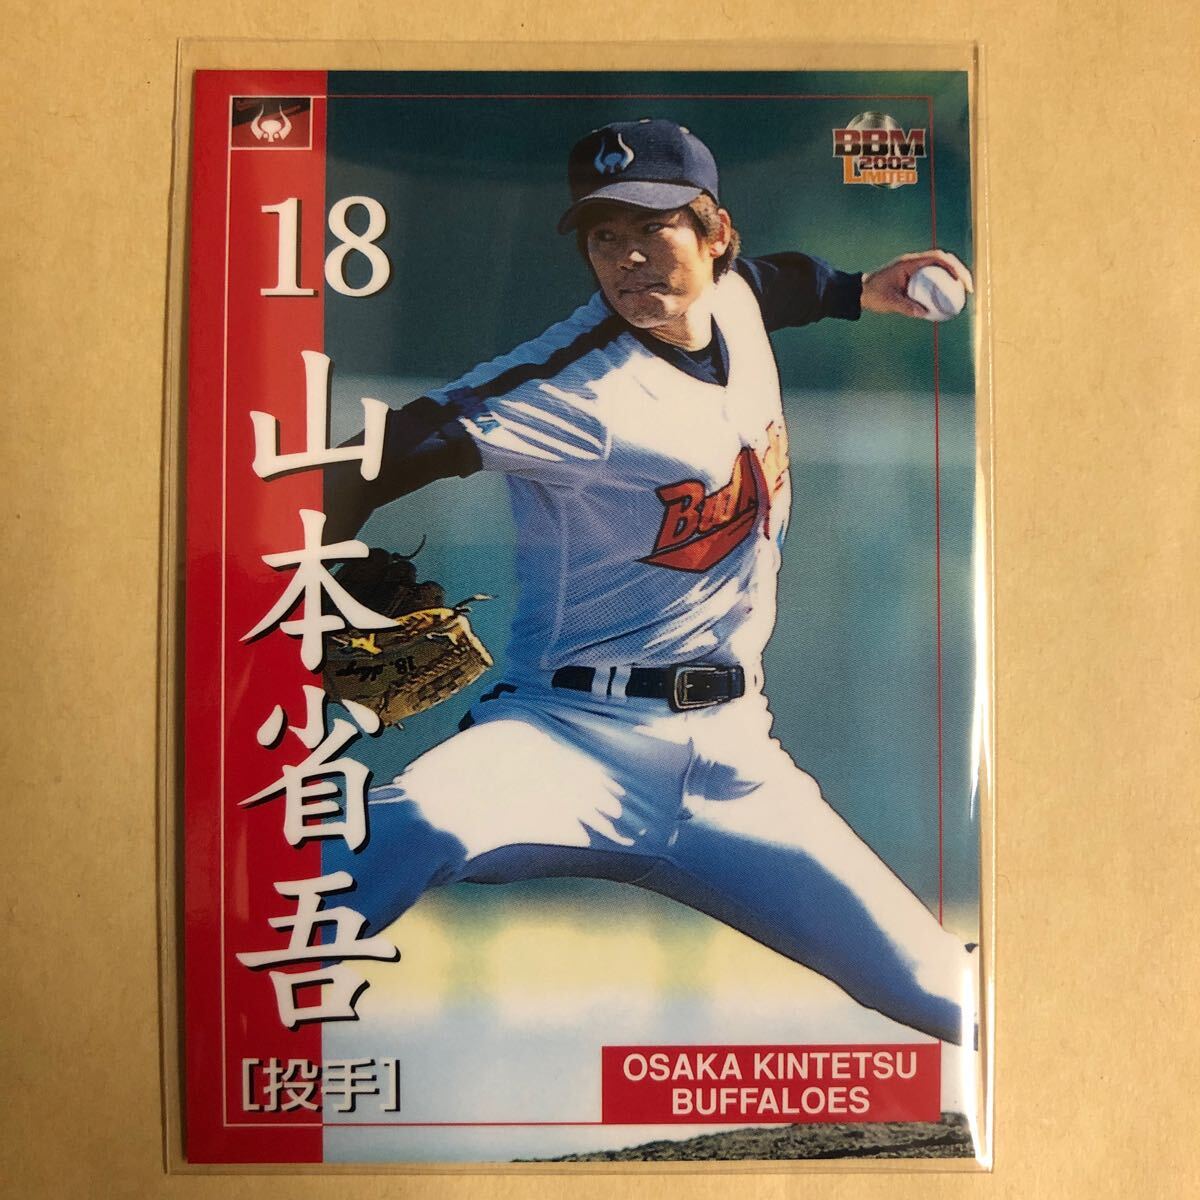 18
山本省吾
[投手]
BBM
2002
LIMITED
OSAKA KINTETSU
BUFFALOES